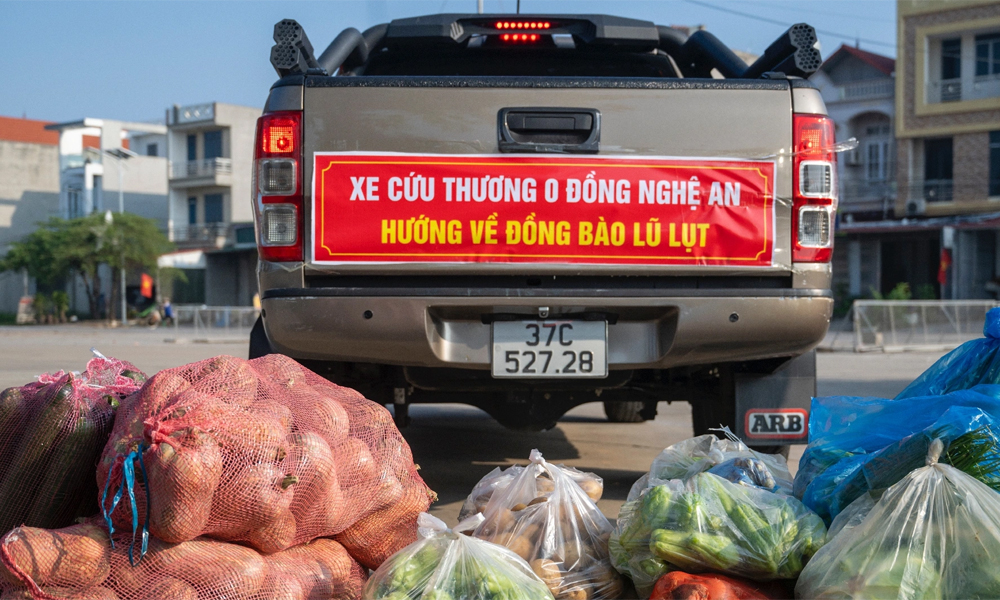 XE CỨU THƯƠNG 0 ĐỒNG NGHỆ AN
HƯỚNG VỀ ĐỒNG BÀO LŨ LỤT
37C
527.28
ARB